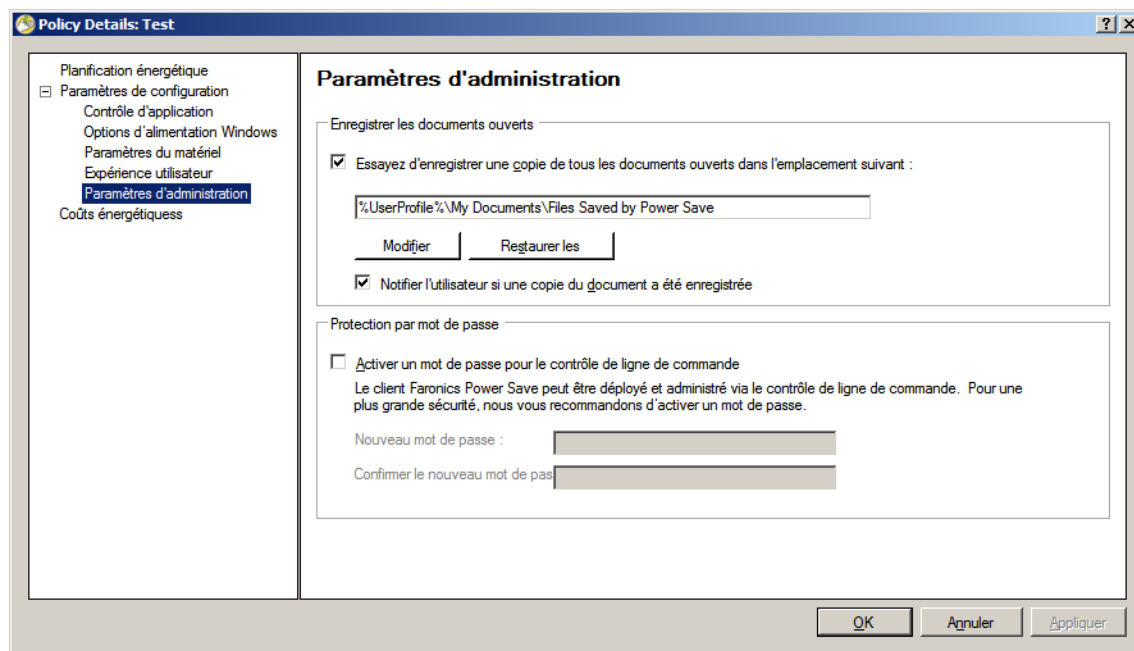 Policy Details: Test
Planification énergétique
Paramètres de configuration
Contrôle d'application
Options d'alimentation Windows
Paramètres du matériel
Expérience utilisateur
Paramètres d'administration
Coûts énergétiquess
Paramètres d'administration
Enregistrer les documents ouverts
Essayez d'enregistrer une copie de tous les documents ouverts dans l'emplacement suivant :
%UserProfile%\My Documents\Files Saved by Power Save
Modifier
Restaurer les
Notifier l'utilisateur si une copie du document a été enregistrée
Protection par mot de passe
Activer un mot de passe pour le contrôle de ligne de commande
Le client Faronics Power Save peut être déployé et administré via le contrôle de ligne de commande. Pour une
plus grande sécurité, nous vous recommandons d'activer un mot de passe.
Nouveau mot de passe :
Confirmer le nouveau mot de pas
OK
Annuler
Appliquer